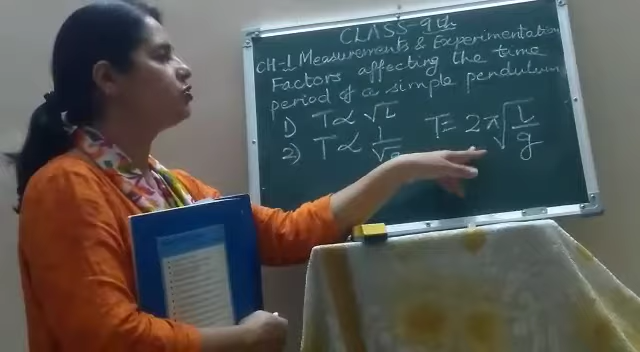 CLASS-9th
CH-1 Measurements & Experimentation
Factors affecting the time
period of a simple pendulum
1) T ∝ √L
2) T ∝ 1/√g
T = 2π√L/g